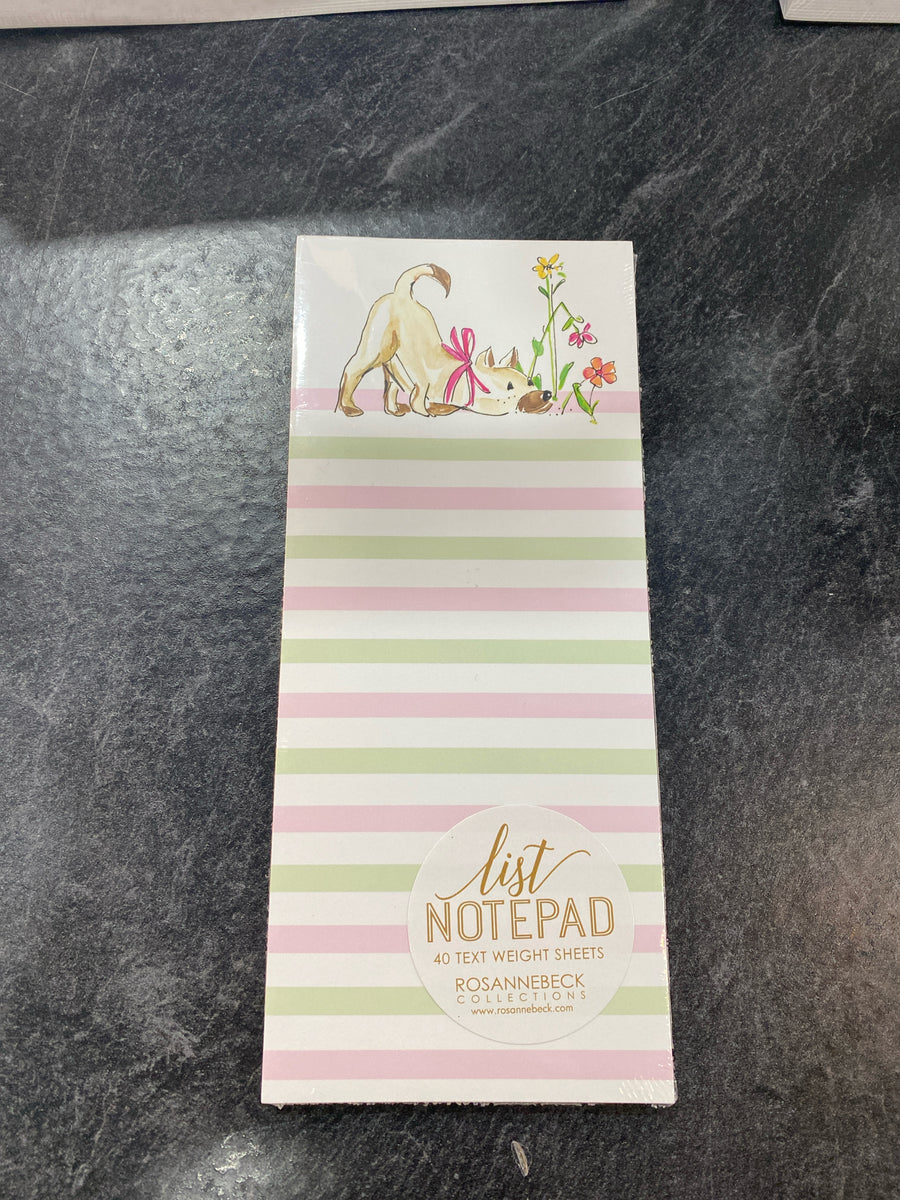 list
NOTEPAD
40 TEXT WEIGHT SHEETS
ROSANNEBECK
COLLECTIONS
www.rosannebeck.com